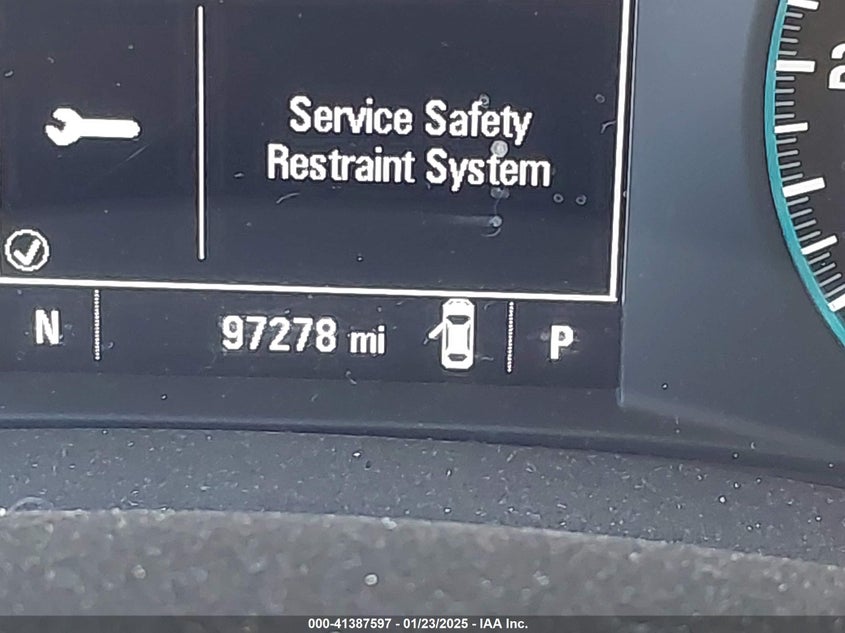 Service Safety
Restraint System
N 97278 mi P
000-41387597 - 01/23/2025 - IAA Inc.